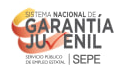 SISTEMA NACIONAL DE
GARANTÍA
JUVENIL
SERVICIO PÚBLICO
DE EMPLEO ESTATAL
SEPE